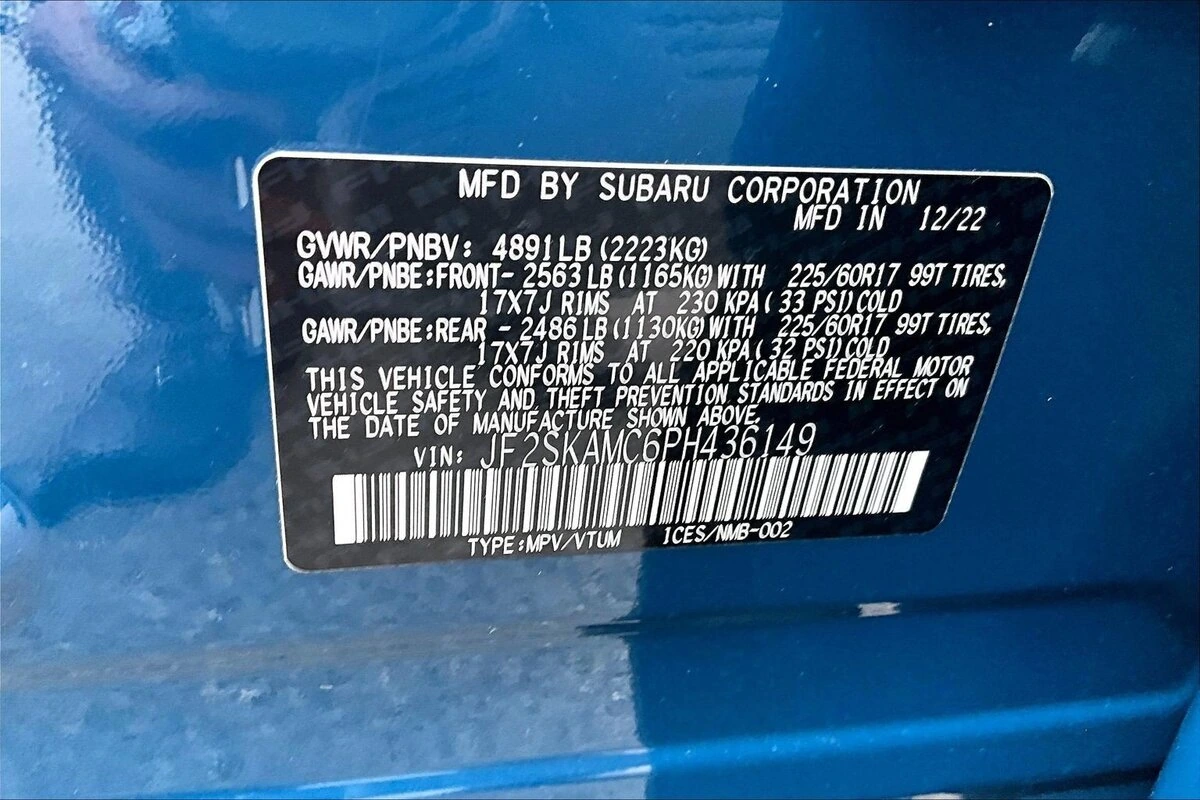 MFD BY SUBARU CORPORATION
MFD IN 12/22
GVWR/PNBV: 4891LB (2223KG)
GAWR/PNBE:FRONT- 2563 LB (1165KG) WITH 225/60R17 99T TIRES,
17X7J RIMS AT 230 KPA ( 33 PSI) COLD
GAWR/PNBE:REAR - 2486 LB (1130KG) WITH 225/60R17 99T TIRES,
17X7J RIMS AT 220 KPA ( 32 PSI) COLD
THIS VEHICLE CONFORMS TO ALL APPLICABLE FEDERAL MOTOR
VEHICLE SAFETY AND THEFT PREVENTION STANDARDS IN EFFECT ON
THE DATE OF MANUFACTURE SHOWN ABOVE.
VIN: JF2SKAMC6PH436149
TYPE:MPV/VTUM 1CES/NMB-002